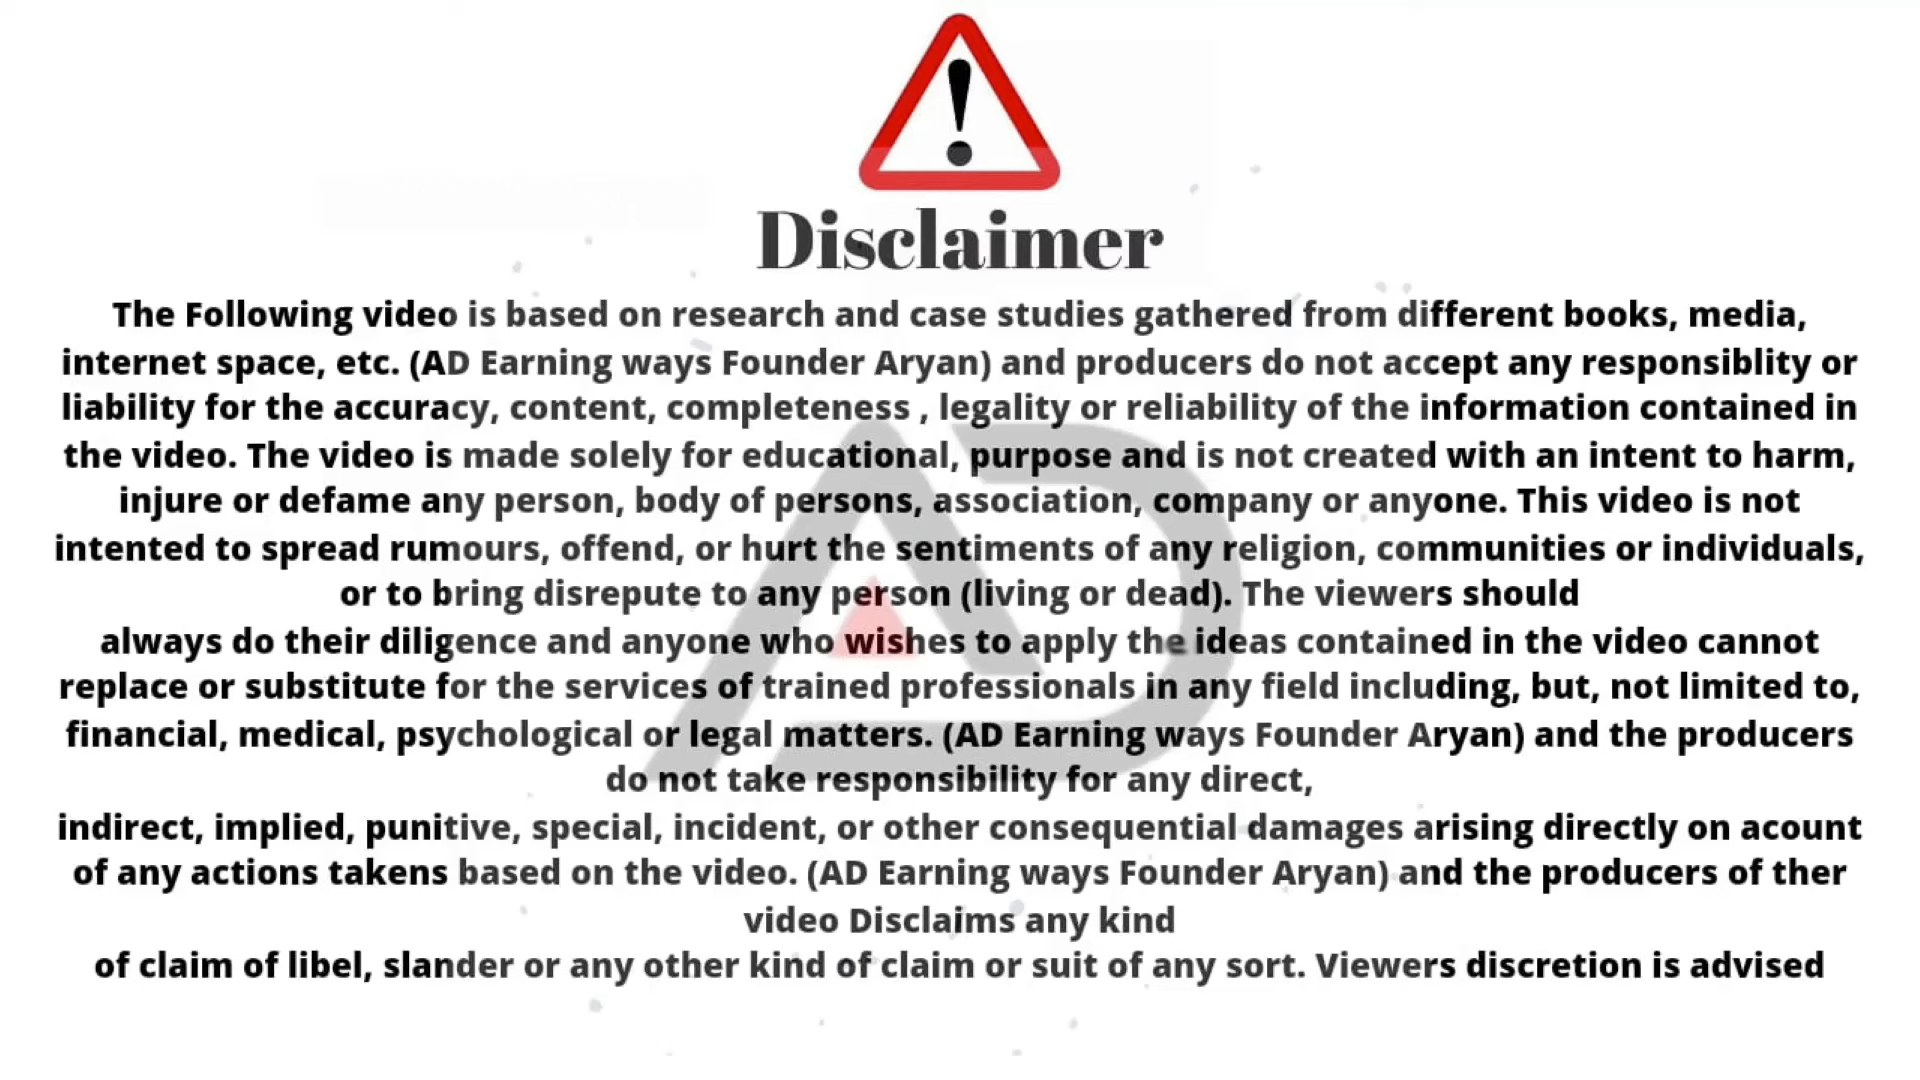 Disclaimer
The Following video is based on research and case studies gathered from different books, media,
internet space, etc. (AD Earning ways Founder Aryan) and producers do not accept any responsiblity or
liability for the accuracy, content, completeness , legality or reliability of the information contained in
the video. The video is made solely for educational, purpose and is not created with an intent to harm,
injure or defame any person, body of persons, association, company or anyone. This video is not
intented to spread rumours, offend, or hurt the sentiments of any religion, communities or individuals,
or to bring disrepute to any person (living or dead). The viewers should
always do their diligence and anyone who wishes to apply the ideas contained in the video cannot
replace or substitute for the services of trained professionals in any field including, but, not limited to,
financial, medical, psychological or legal matters. (AD Earning ways Founder Aryan) and the producers
do not take responsibility for any direct,
indirect, implied, punitive, special, incident, or other consequential damages arising directly on acount
of any actions takens based on the video. (AD Earning ways Founder Aryan) and the producers of ther
video Disclaims any kind
of claim of libel, slander or any other kind of claim or suit of any sort. Viewers discretion is advised